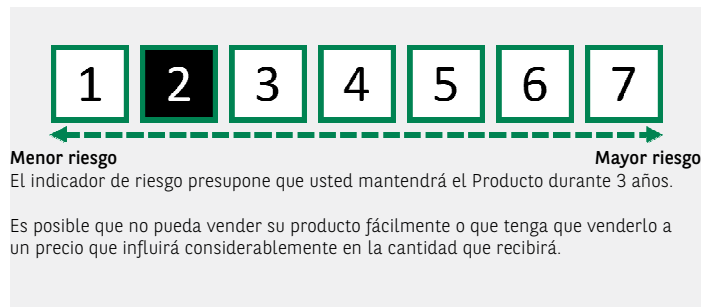 1 2 3 4 5 6 7
Menor riesgo Mayor riesgo
El indicador de riesgo presupone que usted mantendrá el Producto durante 3 años.
Es posible que no pueda vender su producto fácilmente o que tenga que venderlo a
un precio que influirá considerablemente en la cantidad que recibirá.